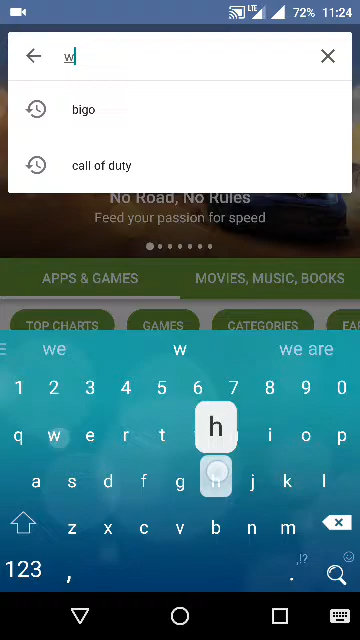 LTE 72% 11:24
w
bigo
call of duty
No Road, No Rules
Feed your passion for speed
APPS & GAMES MOVIES, MUSIC, BOOKS
TOP CHARTS GAMES CATEGORIES EA
we w we are
1 2 3 4 5 6 7 8 9 0
q w e r t h i o p
a s d f g h j k l
z x c v b n m
123 , . ,!?